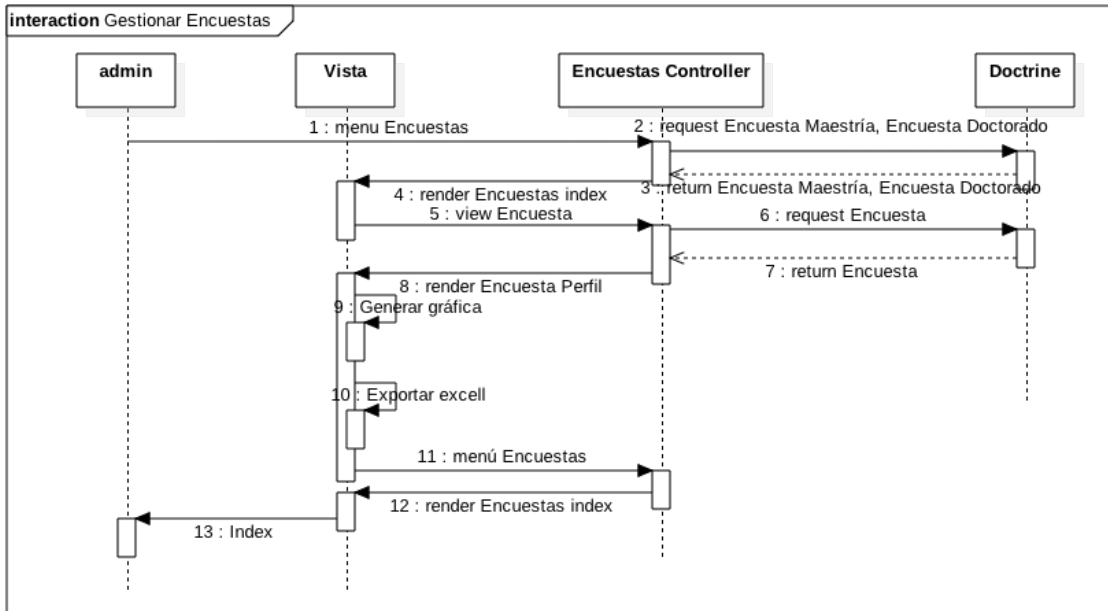 interaction Gestionar Encuestas
admin
Vista
Encuestas Controller
Doctrine
1 : menu Encuestas
2 : request Encuesta Maestría, Encuesta Doctorado
3 : return Encuesta Maestría, Encuesta Doctorado
4 : render Encuestas index
5 : view Encuesta
6 : request Encuesta
7 : return Encuesta
8 : render Encuesta Perfil
9 : Generar gráfica
10 : Exportar excell
11 : menú Encuestas
12 : render Encuestas index
13 : Index